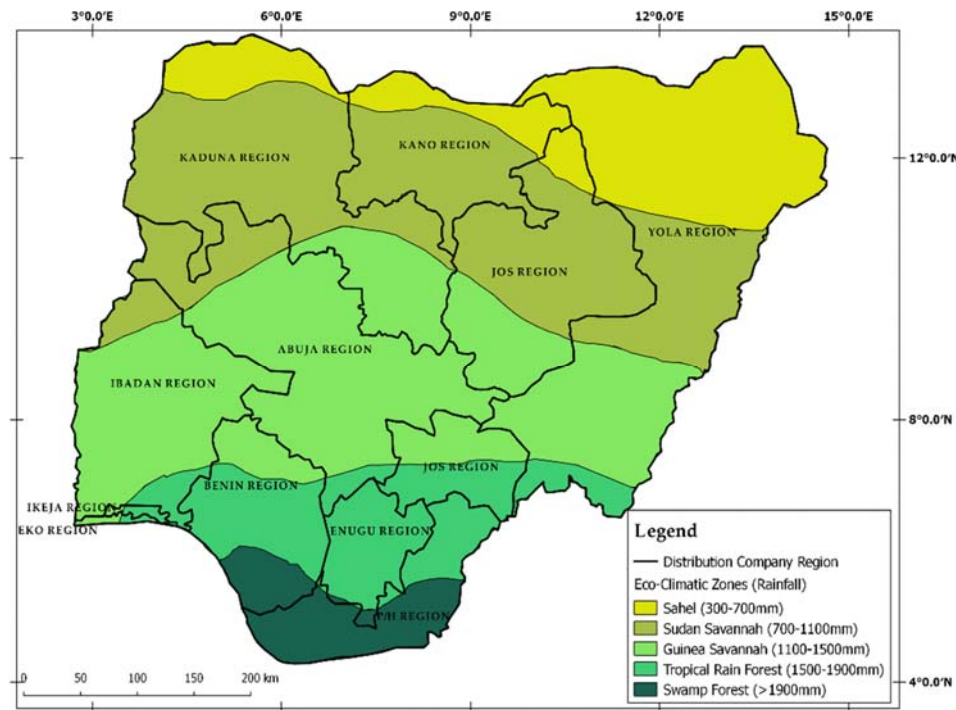 3°0.0'E 6°0.0'E 9°0.0'E 12°0.0'E 15°0.0'E
KADUNA REGION
KANO REGION
12°0.0'N
YOLA REGION
JOS REGION
ABUJA REGION
IBADAN REGION
8°0.0'N
JOS REGION
BENIN REGION
IKEJA REGION
EKO REGION
ENUGU REGION
P/H REGION
4°0.0'N
0 50 100 150 200 km
Legend
Distribution Company Region
Eco-Climatic Zones (Rainfall)
Sahel (300-700mm)
Sudan Savannah (700-1100mm)
Guinea Savannah (1100-1500mm)
Tropical Rain Forest (1500-1900mm)
Swamp Forest (>1900mm)